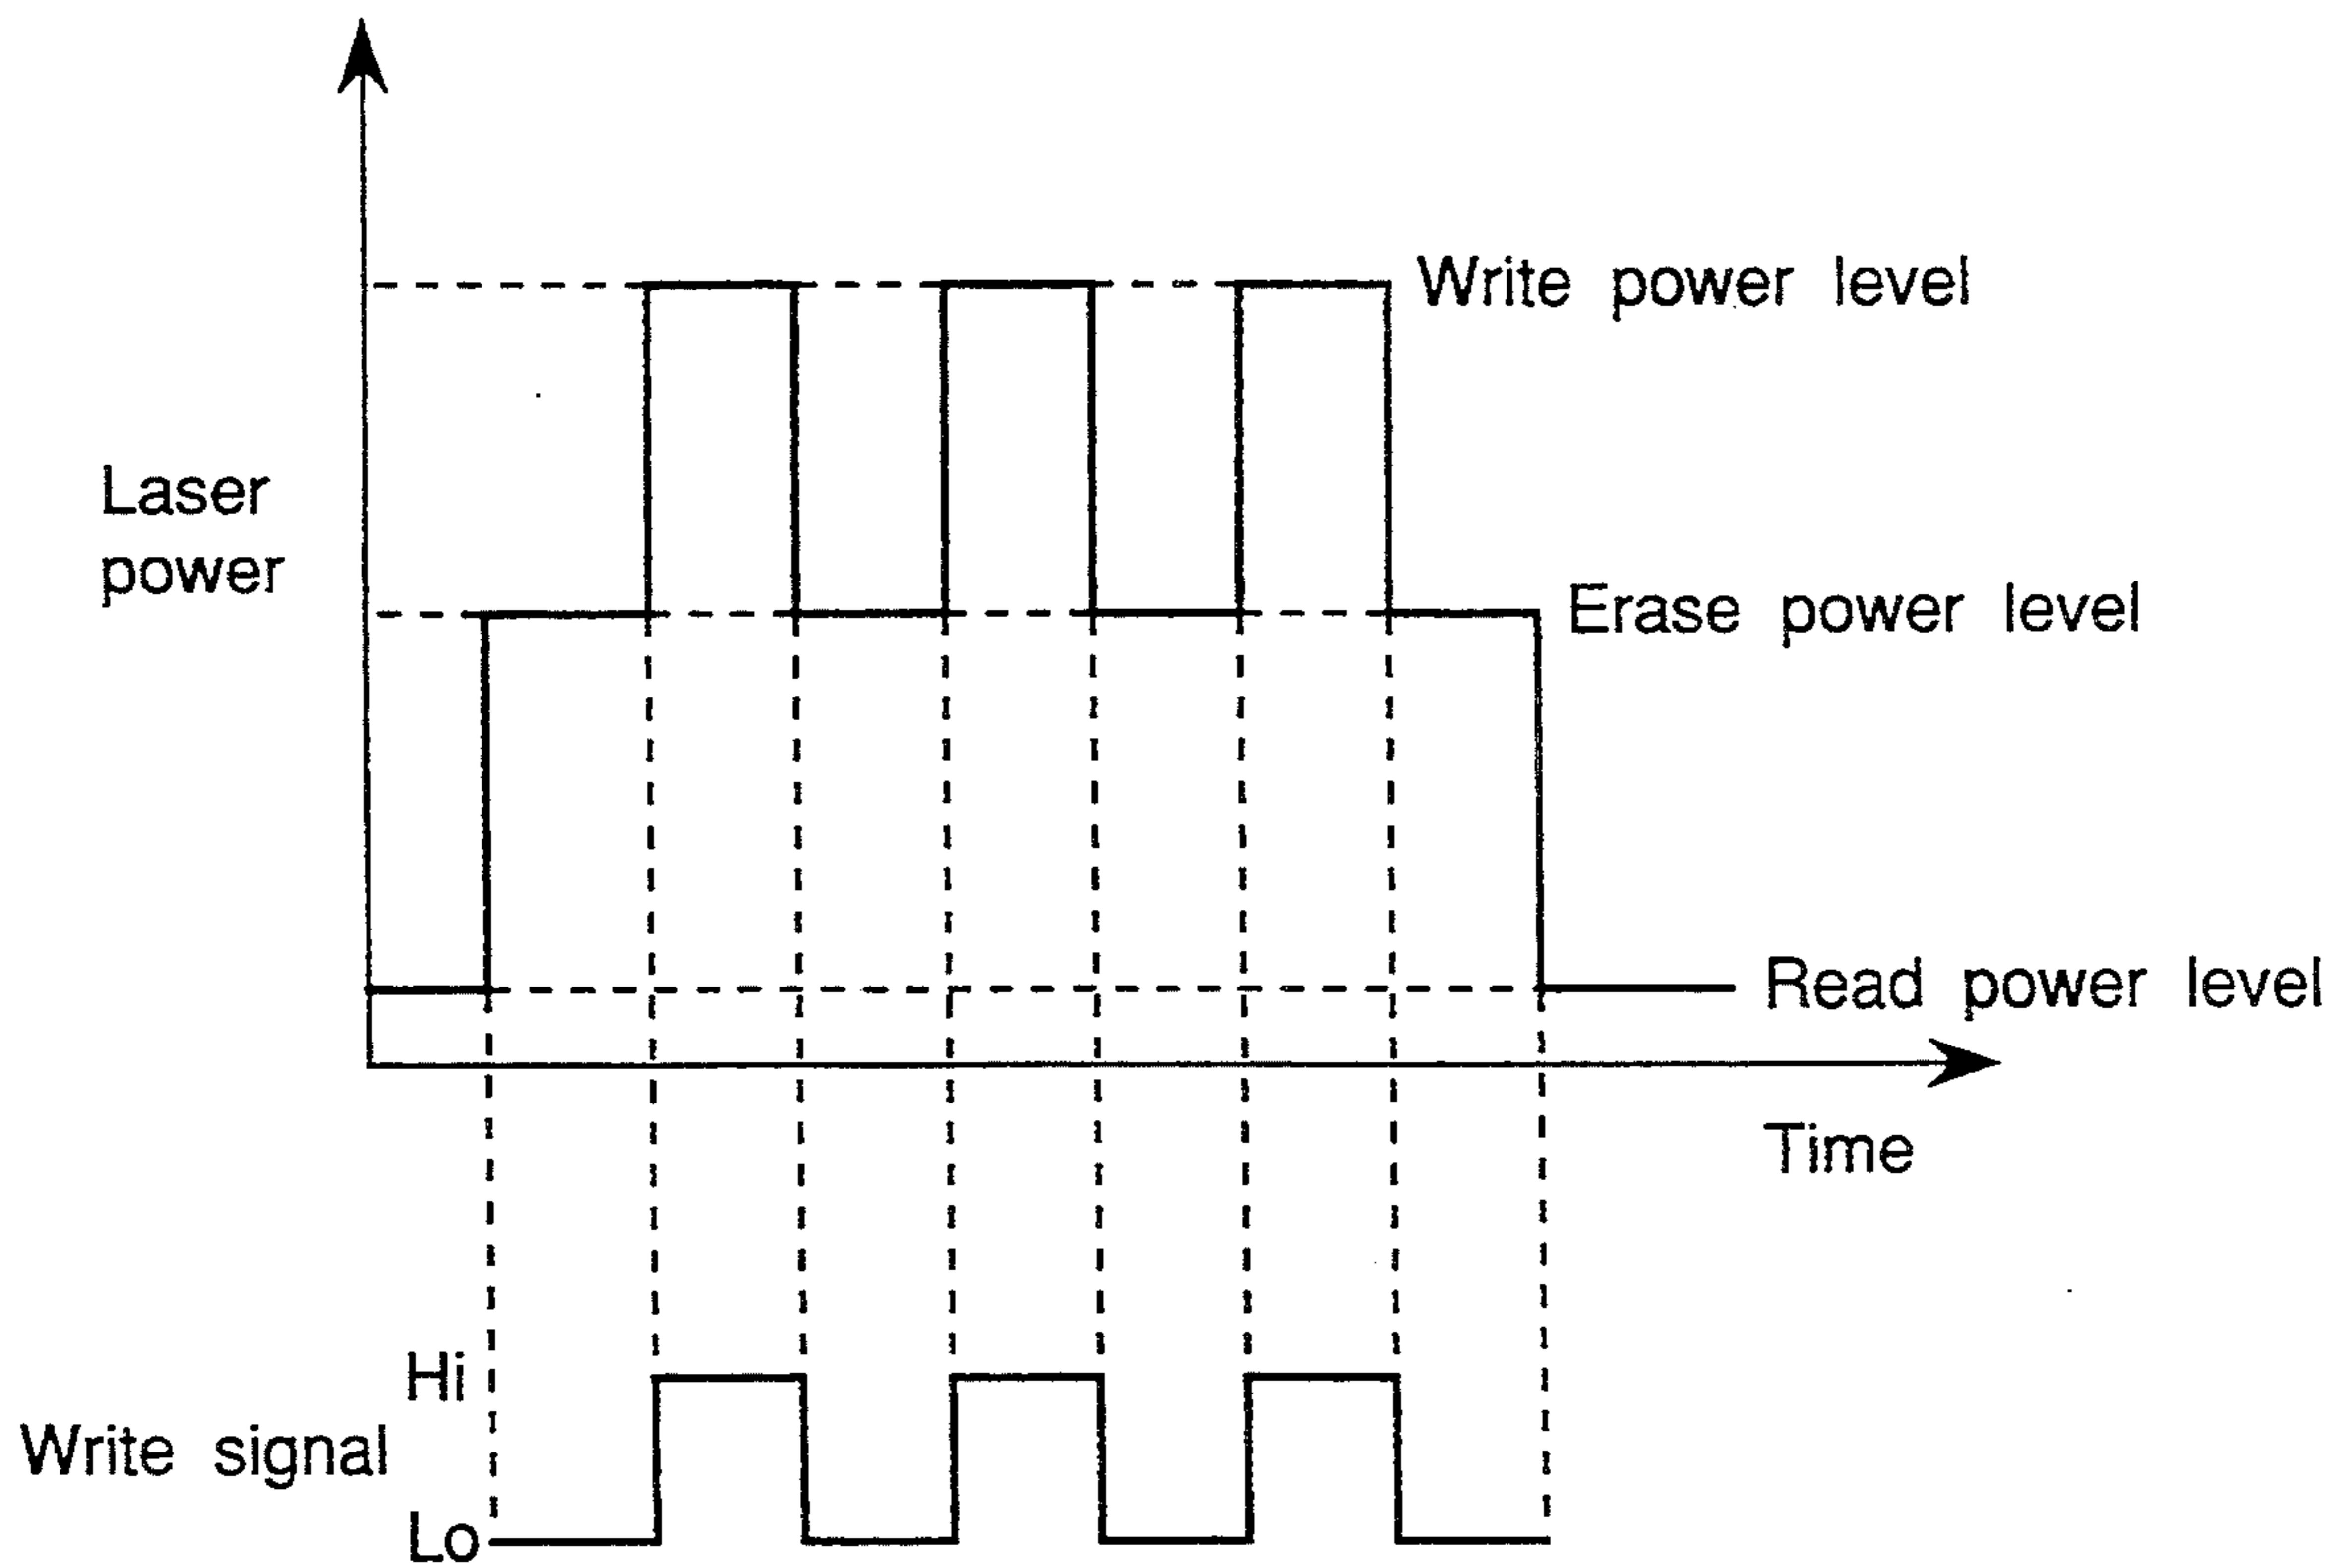 Write power level
Laser
power
Erase power level
Read power level
Time
Hi
Write signal
Lo